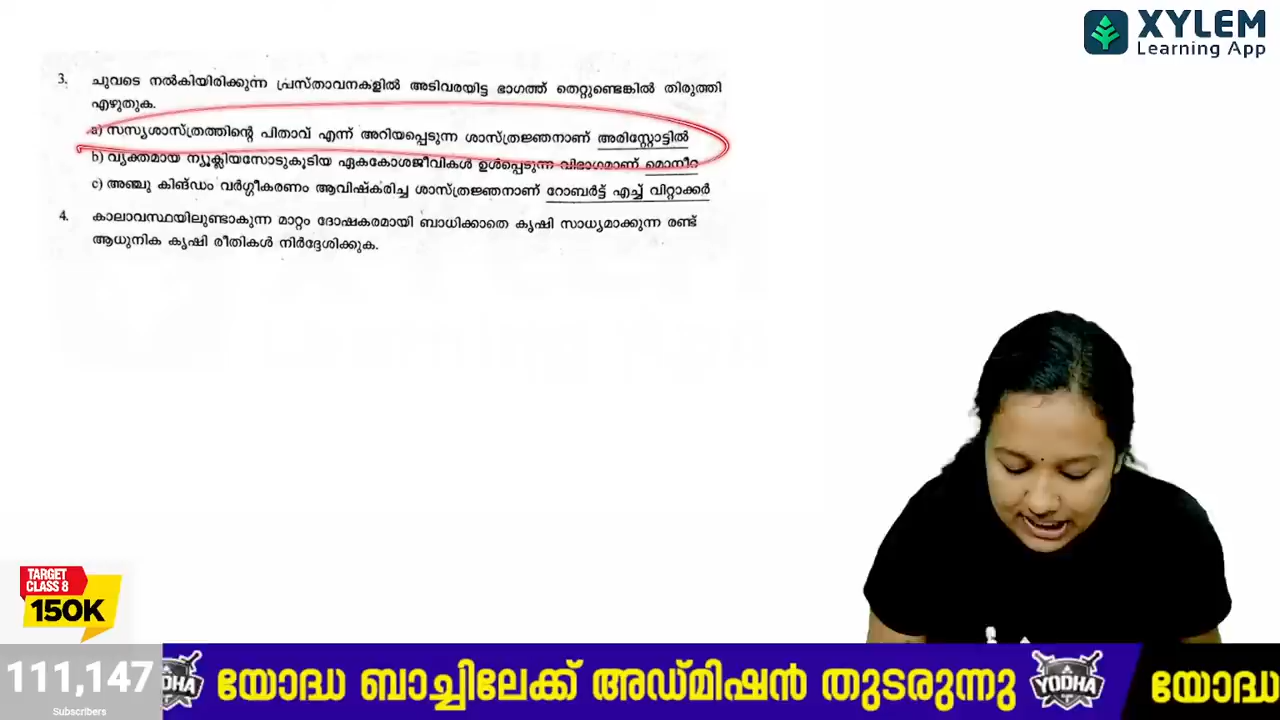 XYLEM
Learning App
3. ചുവടെ നൽകിയിരിക്കുന്ന പ്രസ്താവനകളിൽ അടിവരയിട്ട ഭാഗത്ത് തെറ്റുണ്ടെങ്കിൽ തിരുത്തി
എഴുതുക.
a) സസ്യശാസ്ത്രത്തിന്റെ പിതാവ് എന്ന് അറിയപ്പെടുന്ന ശാസ്ത്രജ്ഞനാണ് അരിസ്റ്റോട്ടിൽ
b) വ്യക്തമായ ന്യൂക്ലിയസോടുകൂടിയ ഏകകോശജീവികൾ ഉൾപ്പെടുന്ന വിഭാഗമാണ് മൊനീറ
c) അഞ്ചു കിങ്ഡം വർഗ്ഗീകരണം ആവിഷ്കരിച്ച ശാസ്ത്രജ്ഞനാണ് റോബർട്ട് എച്ച് വിറ്റാക്കർ
4. കാലാവസ്ഥയിലുണ്ടാകുന്ന മാറ്റം ദോഷകരമായി ബാധിക്കാതെ കൃഷി സാധ്യമാക്കുന്ന രണ്ട്
ആധുനിക കൃഷി രീതികൾ നിർദ്ദേശിക്കുക.
TARGET
CLASS 8
150K
111,147
Subscribers
YODHA
യോദ്ധ ബാച്ചിലേക്ക് അഡ്മിഷൻ തുടരുന്നു
YODHA
യോദ്ധ